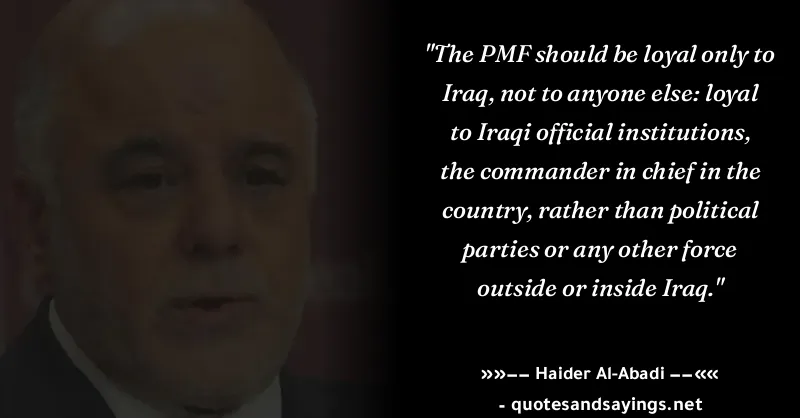 "The PMF should be loyal only to
Iraq, not to anyone else: loyal
to Iraqi official institutions,
the commander in chief in the
country, rather than political
parties or any other force
outside or inside Iraq."
»»−− Haider Al-Abadi −−««
- quotesandsayings.net